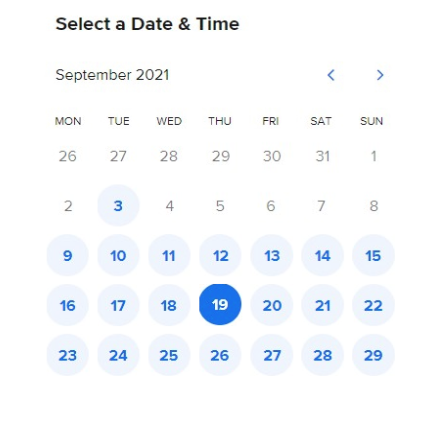 Select a Date & Time
September 2021
MON TUE WED THU FRI SAT SUN
26 27 28 29 30 31 1
2 3 4 5 6 7 8
9 10 11 12 13 14 15
16 17 18 19 20 21 22
23 24 25 26 27 28 29